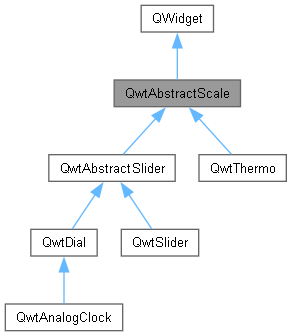 QWidget
QwtAbstractScale
QwtAbstractSlider
QwtThermo
QwtDial
QwtSlider
QwtAnalogClock